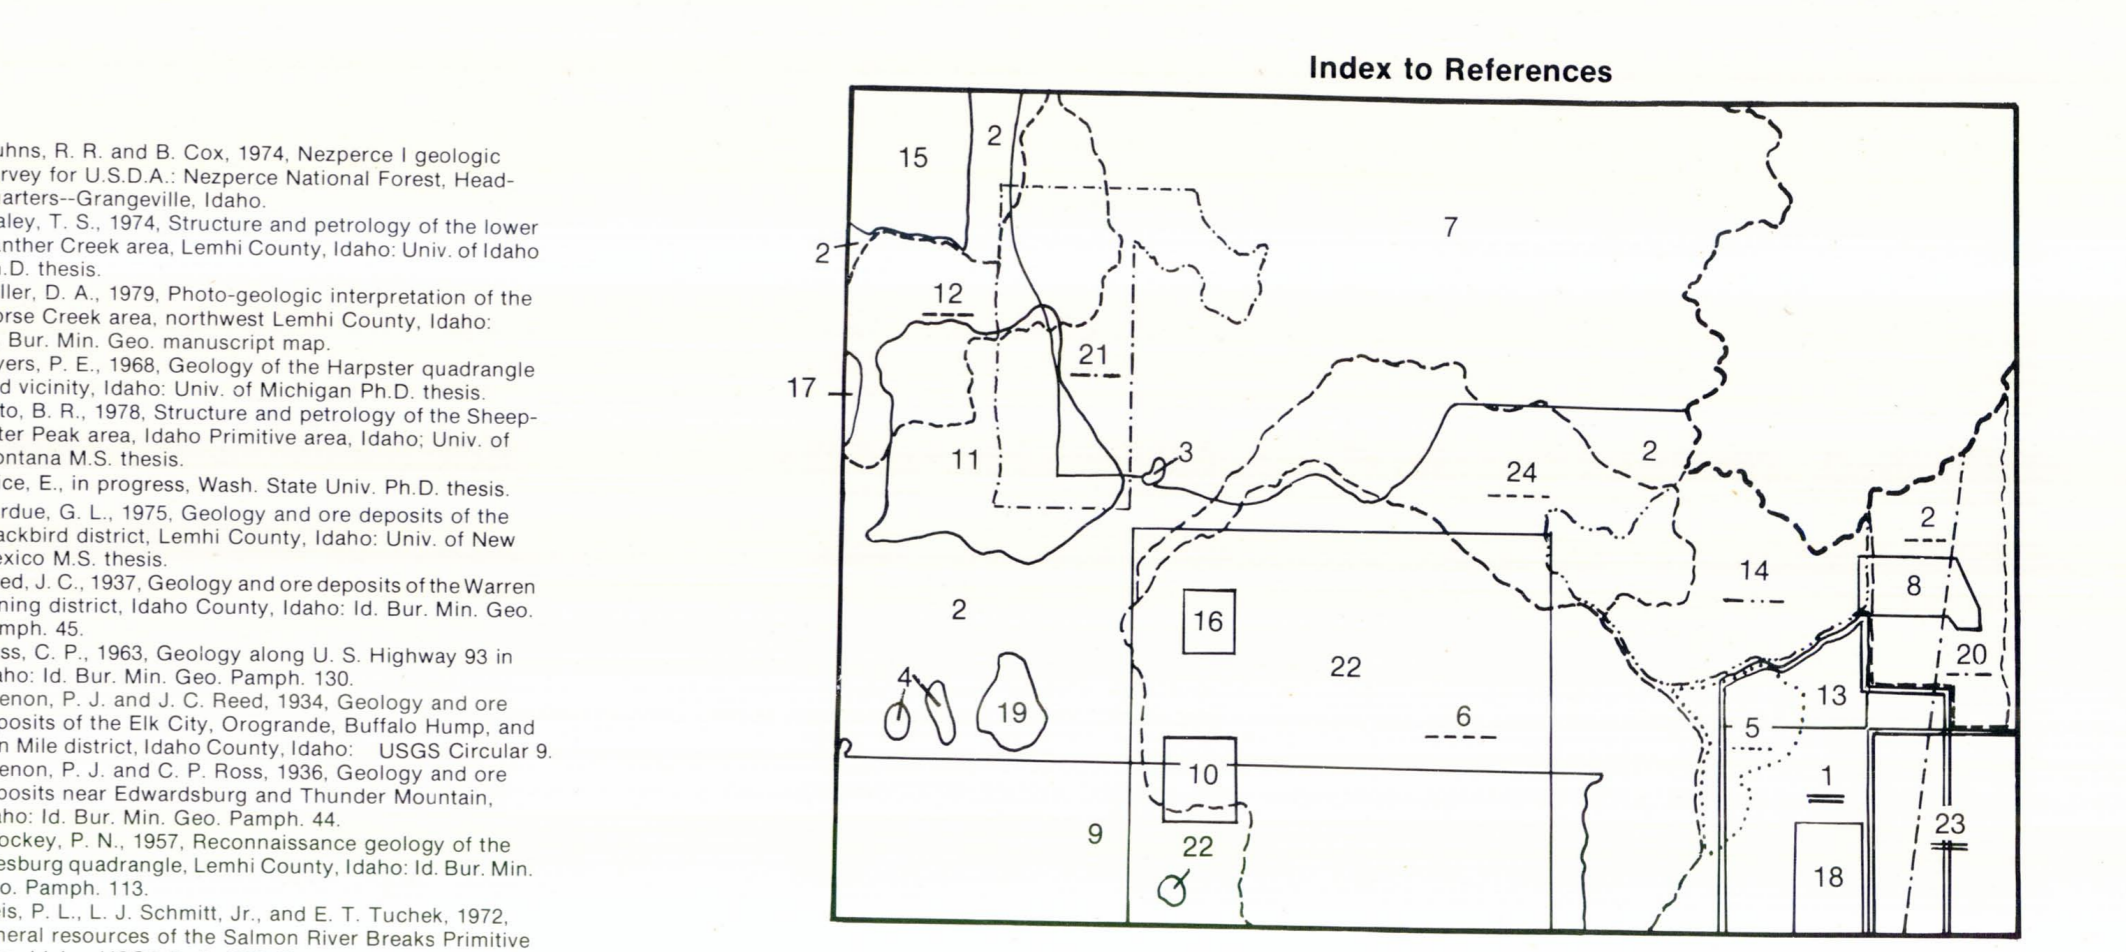 uhns, R. R. and B. Cox, 1974, Nezperce I geologic
rvey for U.S.D.A.: Nezperce National Forest, Head-
arters--Grangeville, Idaho.
aley, T. S., 1974, Structure and petrology of the lower
nther Creek area, Lemhi County, Idaho: Univ. of Idaho
.D. thesis.
ller, D. A., 1979, Photo-geologic interpretation of the
orse Creek area, northwest Lemhi County, Idaho:
Bur. Min. Geo. manuscript map.
yers, P. E., 1968, Geology of the Harpster quadrangle
d vicinity, Idaho: Univ. of Michigan Ph.D. thesis.
to, B. R., 1978, Structure and petrology of the Sheep-
ter Peak area, Idaho Primitive area, Idaho; Univ. of
ontana M.S. thesis.
ice, E., in progress, Wash. State Univ. Ph.D. thesis.
rdue, G. L., 1975, Geology and ore deposits of the
ackbird district, Lemhi County, Idaho: Univ. of New
exico M.S. thesis.
ed, J. C., 1937, Geology and ore deposits of the Warren
ning district, Idaho County, Idaho: Id. Bur. Min. Geo.
mph. 45.
ss, C. P., 1963, Geology along U. S. Highway 93 in
aho: Id. Bur. Min. Geo. Pamph. 130.
enon, P. J. and J. C. Reed, 1934, Geology and ore
posits of the Elk City, Orogrande, Buffalo Hump, and
n Mile district, Idaho County, Idaho: USGS Circular 9.
enon, P. J. and C. P. Ross, 1936, Geology and ore
posits near Edwardsburg and Thunder Mountain,
aho: Id. Bur. Min. Geo. Pamph. 44.
ockey, P. N., 1957, Reconnaissance geology of the
esburg quadrangle, Lemhi County, Idaho: Id. Bur. Min.
o. Pamph. 113.
is, P. L., L. J. Schmitt, Jr., and E. T. Tuchek, 1972,
neral resources of the Salmon River Breaks Primitive
Index to References
15
2
7
2
12
21
17
11
3
24
2
2
14
8
2
16
22
20
4
19
6
13
5
10
1
9
22
23
18